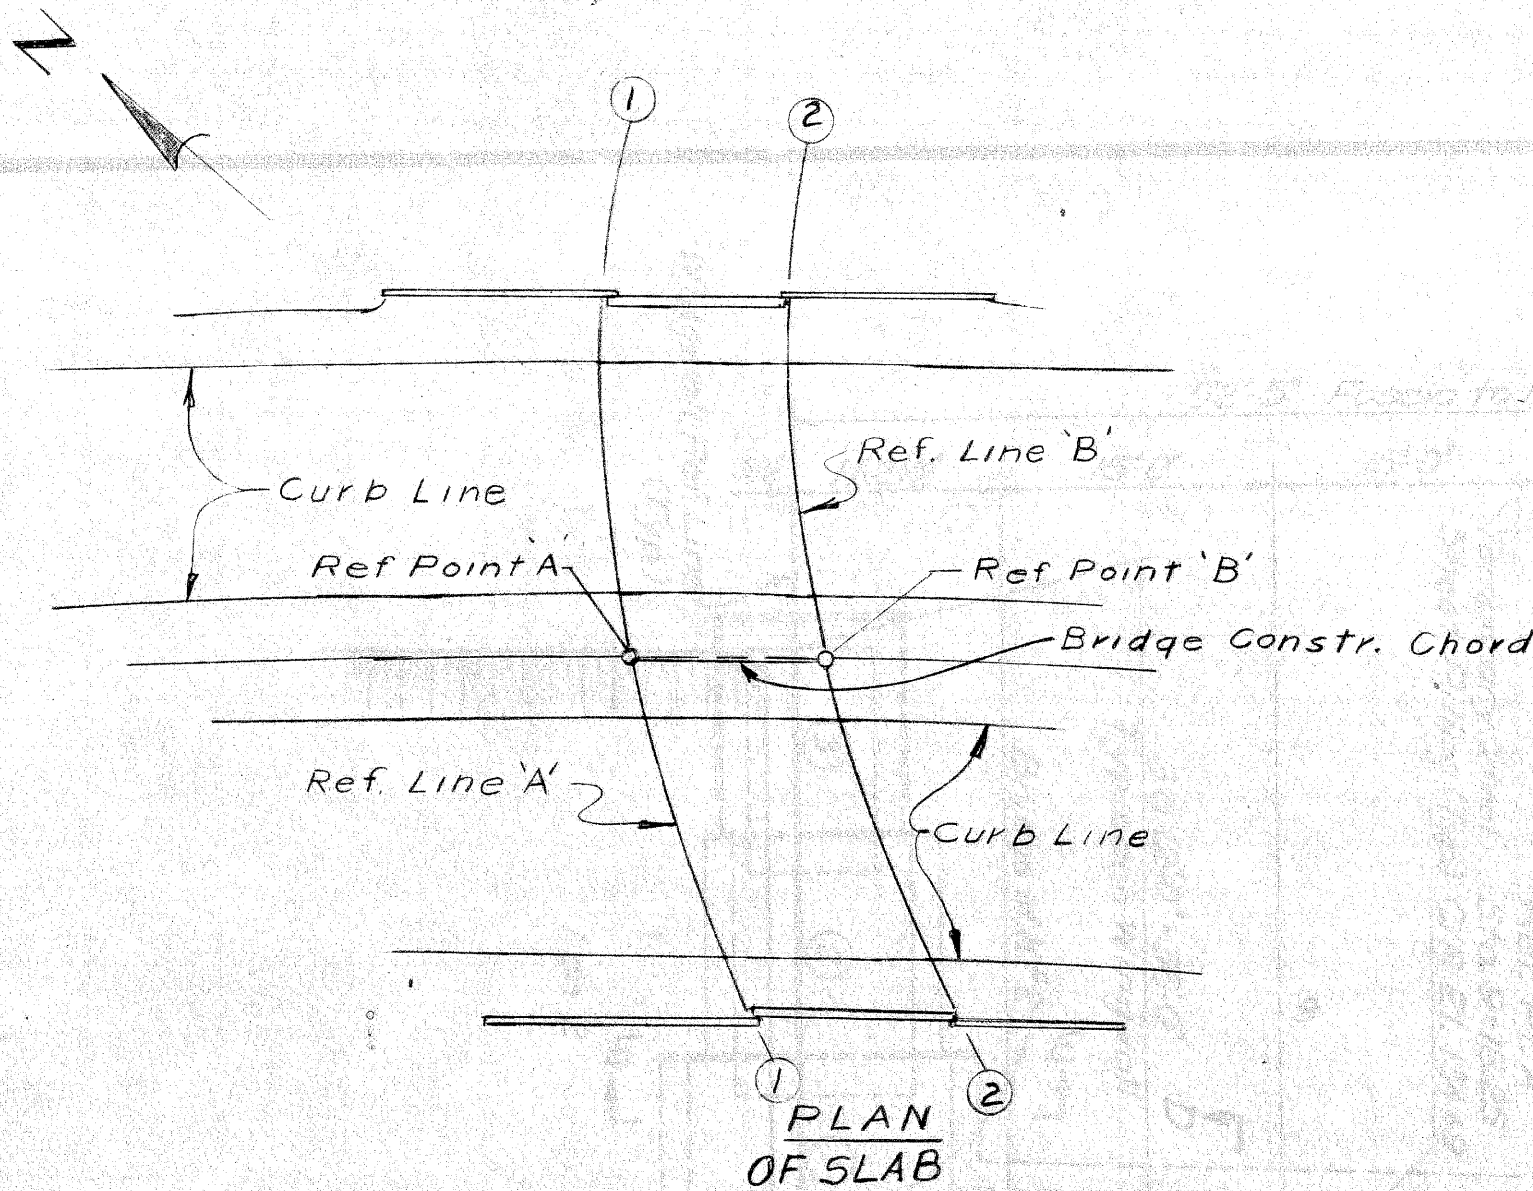 N
1
2
Ref. Line 'B'
Curb Line
Ref Point 'A'
Ref Point 'B'
Bridge Constr. Chord
Ref. Line 'A'
Curb Line
1
2
PLAN
OF SLAB